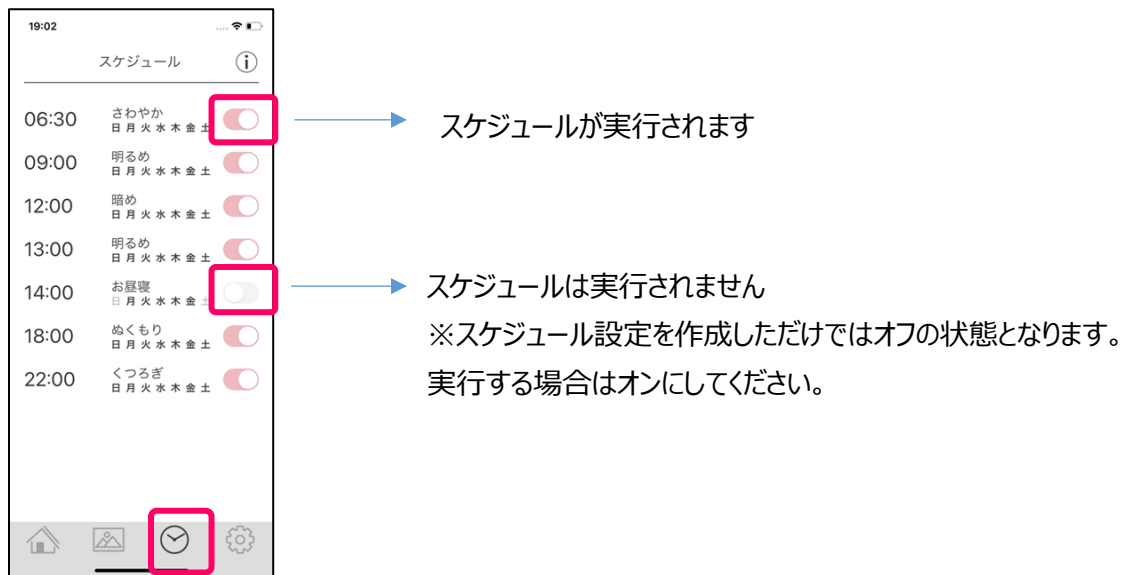 19:02
スケジュール
06:30 さわやか
日 月 火 水 木 金 土
スケジュールが実行されます
09:00 明るめ
日 月 火 水 木 金 土
12:00 暗め
日 月 火 水 木 金 土
13:00 明るめ
日 月 火 水 木 金 土
14:00 お昼寝
日 月 火 水 木 金 土
スケジュールは実行されません
※スケジュール設定を作成しただけではオフの状態となります。
実行する場合はオンにしてください。
18:00 ぬくもり
日 月 火 水 木 金 土
22:00 くつろぎ
日 月 火 水 木 金 土